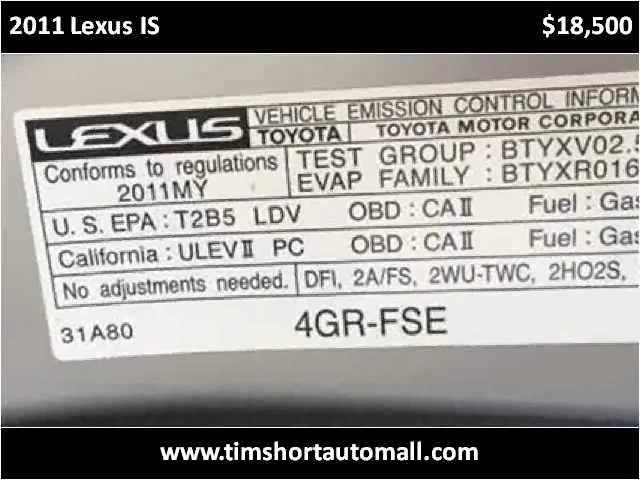 2011 Lexus IS $18,500
LEXUS VEHICLE EMISSION CONTROL INFORM
TOYOTA TOYOTA MOTOR CORPORA
Conforms to regulations
2011MY
TEST GROUP : BTYXV02.5
EVAP FAMILY : BTYXR016
U. S. EPA : T2B5 LDV OBD : CAII Fuel : Gas
California : ULEVII PC OBD : CAII Fuel : Gas
No adjustments needed. DFI, 2A/FS, 2WU-TWC, 2HO2S,
31A80 4GR-FSE
www.timshortautomall.com